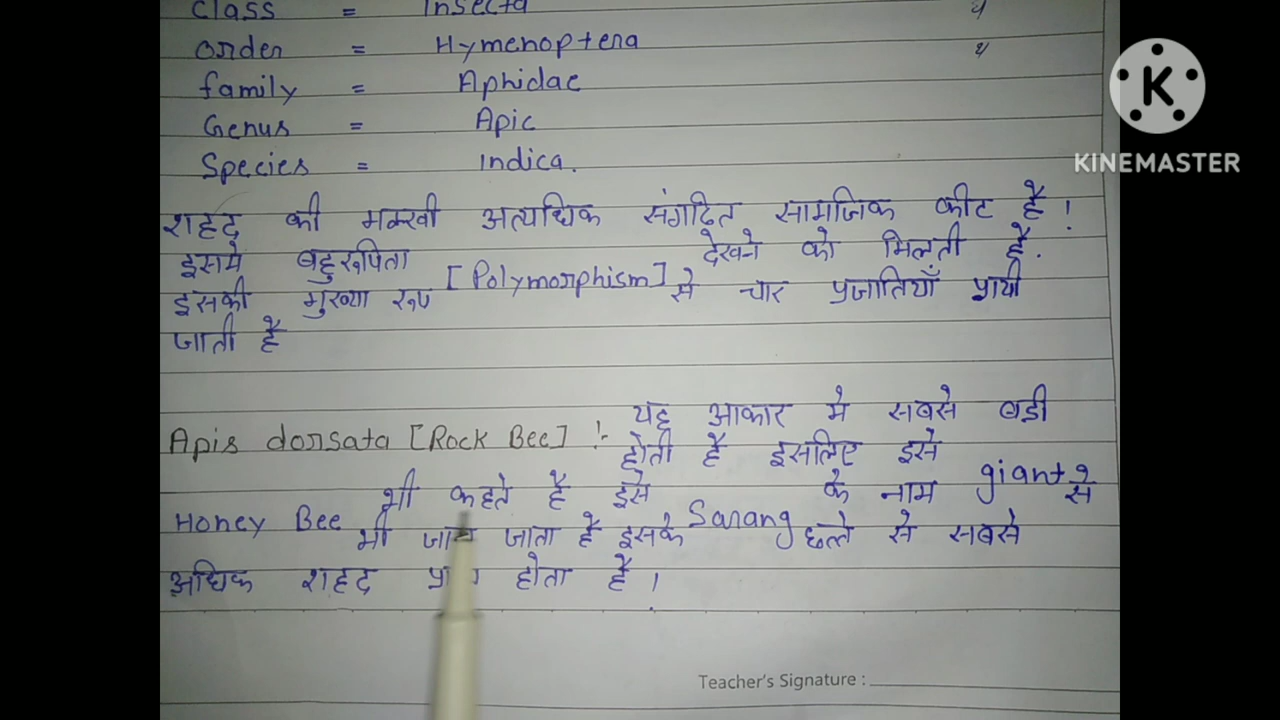 Class = Insecta
Order = Hymenoptera
family = Aphidae
Genus = Apic
Species = Indica.
शहद की मक्खी अत्यधिक संगठित सामाजिक कीट है!
इसमे बहुरूपिता [Polymorphism] देखने को मिलती है.
इसकी मुख्या रूप से चार प्रजातियाँ पायी
जाती है
Apis dorsata [Rock Bee] :- यह आकार मे सबसे बड़ी
होती है इसलिए इसे giant
Honey Bee भी कहते है इसे Sarang के नाम से
भी जाना जाता है इसके छत्ते से सबसे
अधिक शहद होता है!
Teacher's Signature :
K
KINEMASTER